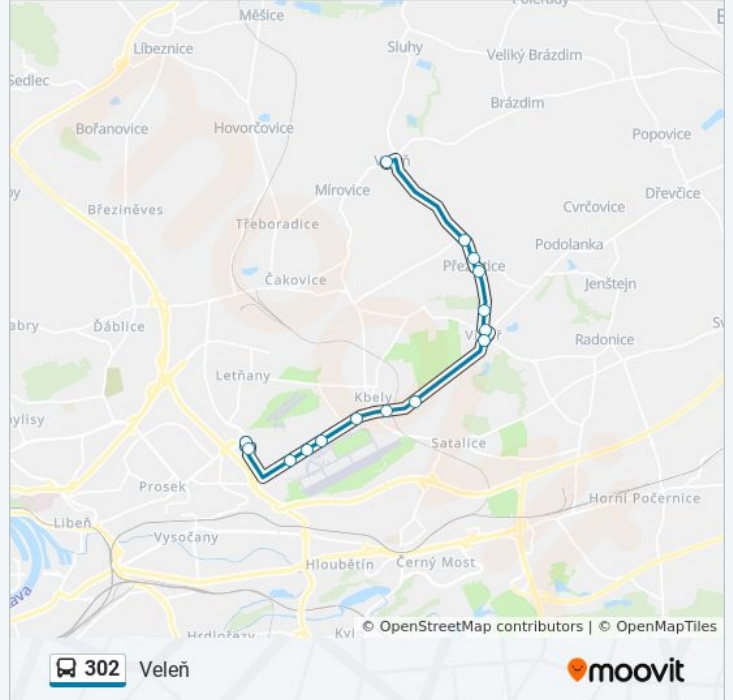 Polerady
Měšice
Líbeznice
Sluhy
Veliký Brázdim
Sedlec
Brázdim
Bořanovice
Hovorčovice
Popovice
Mírovice
Dřevčice
Březiněves
Cvrčovice
Třeboradice
Podolanka
Čakovice
Jenštejn
Ďáblice
Radonice
Letňany
Kbely
Satalice
Prosek
Horní Počernice
Libeň
Vysočany
Hloubětín
Černý Most
© OpenStreetMap contributors | © OpenMapTiles
302 Veleň
moovit